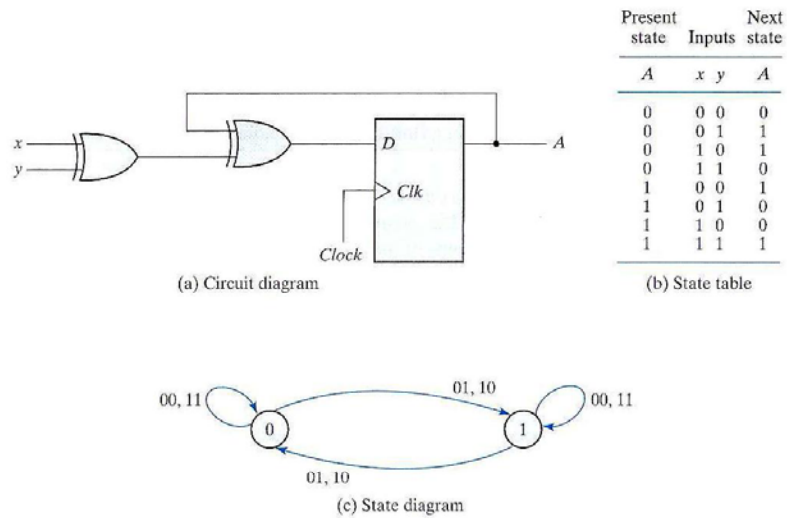 Present Next
state Inputs state
A x y A
0 0 0 0
0 0 1 1
0 1 0 1
0 1 1 0
1 0 0 1
1 0 1 0
1 1 0 0
1 1 1 1
(b) State table
x
y
D
A
Clk
Clock
(a) Circuit diagram
00, 11
01, 10
00, 11
0
1
01, 10
(c) State diagram